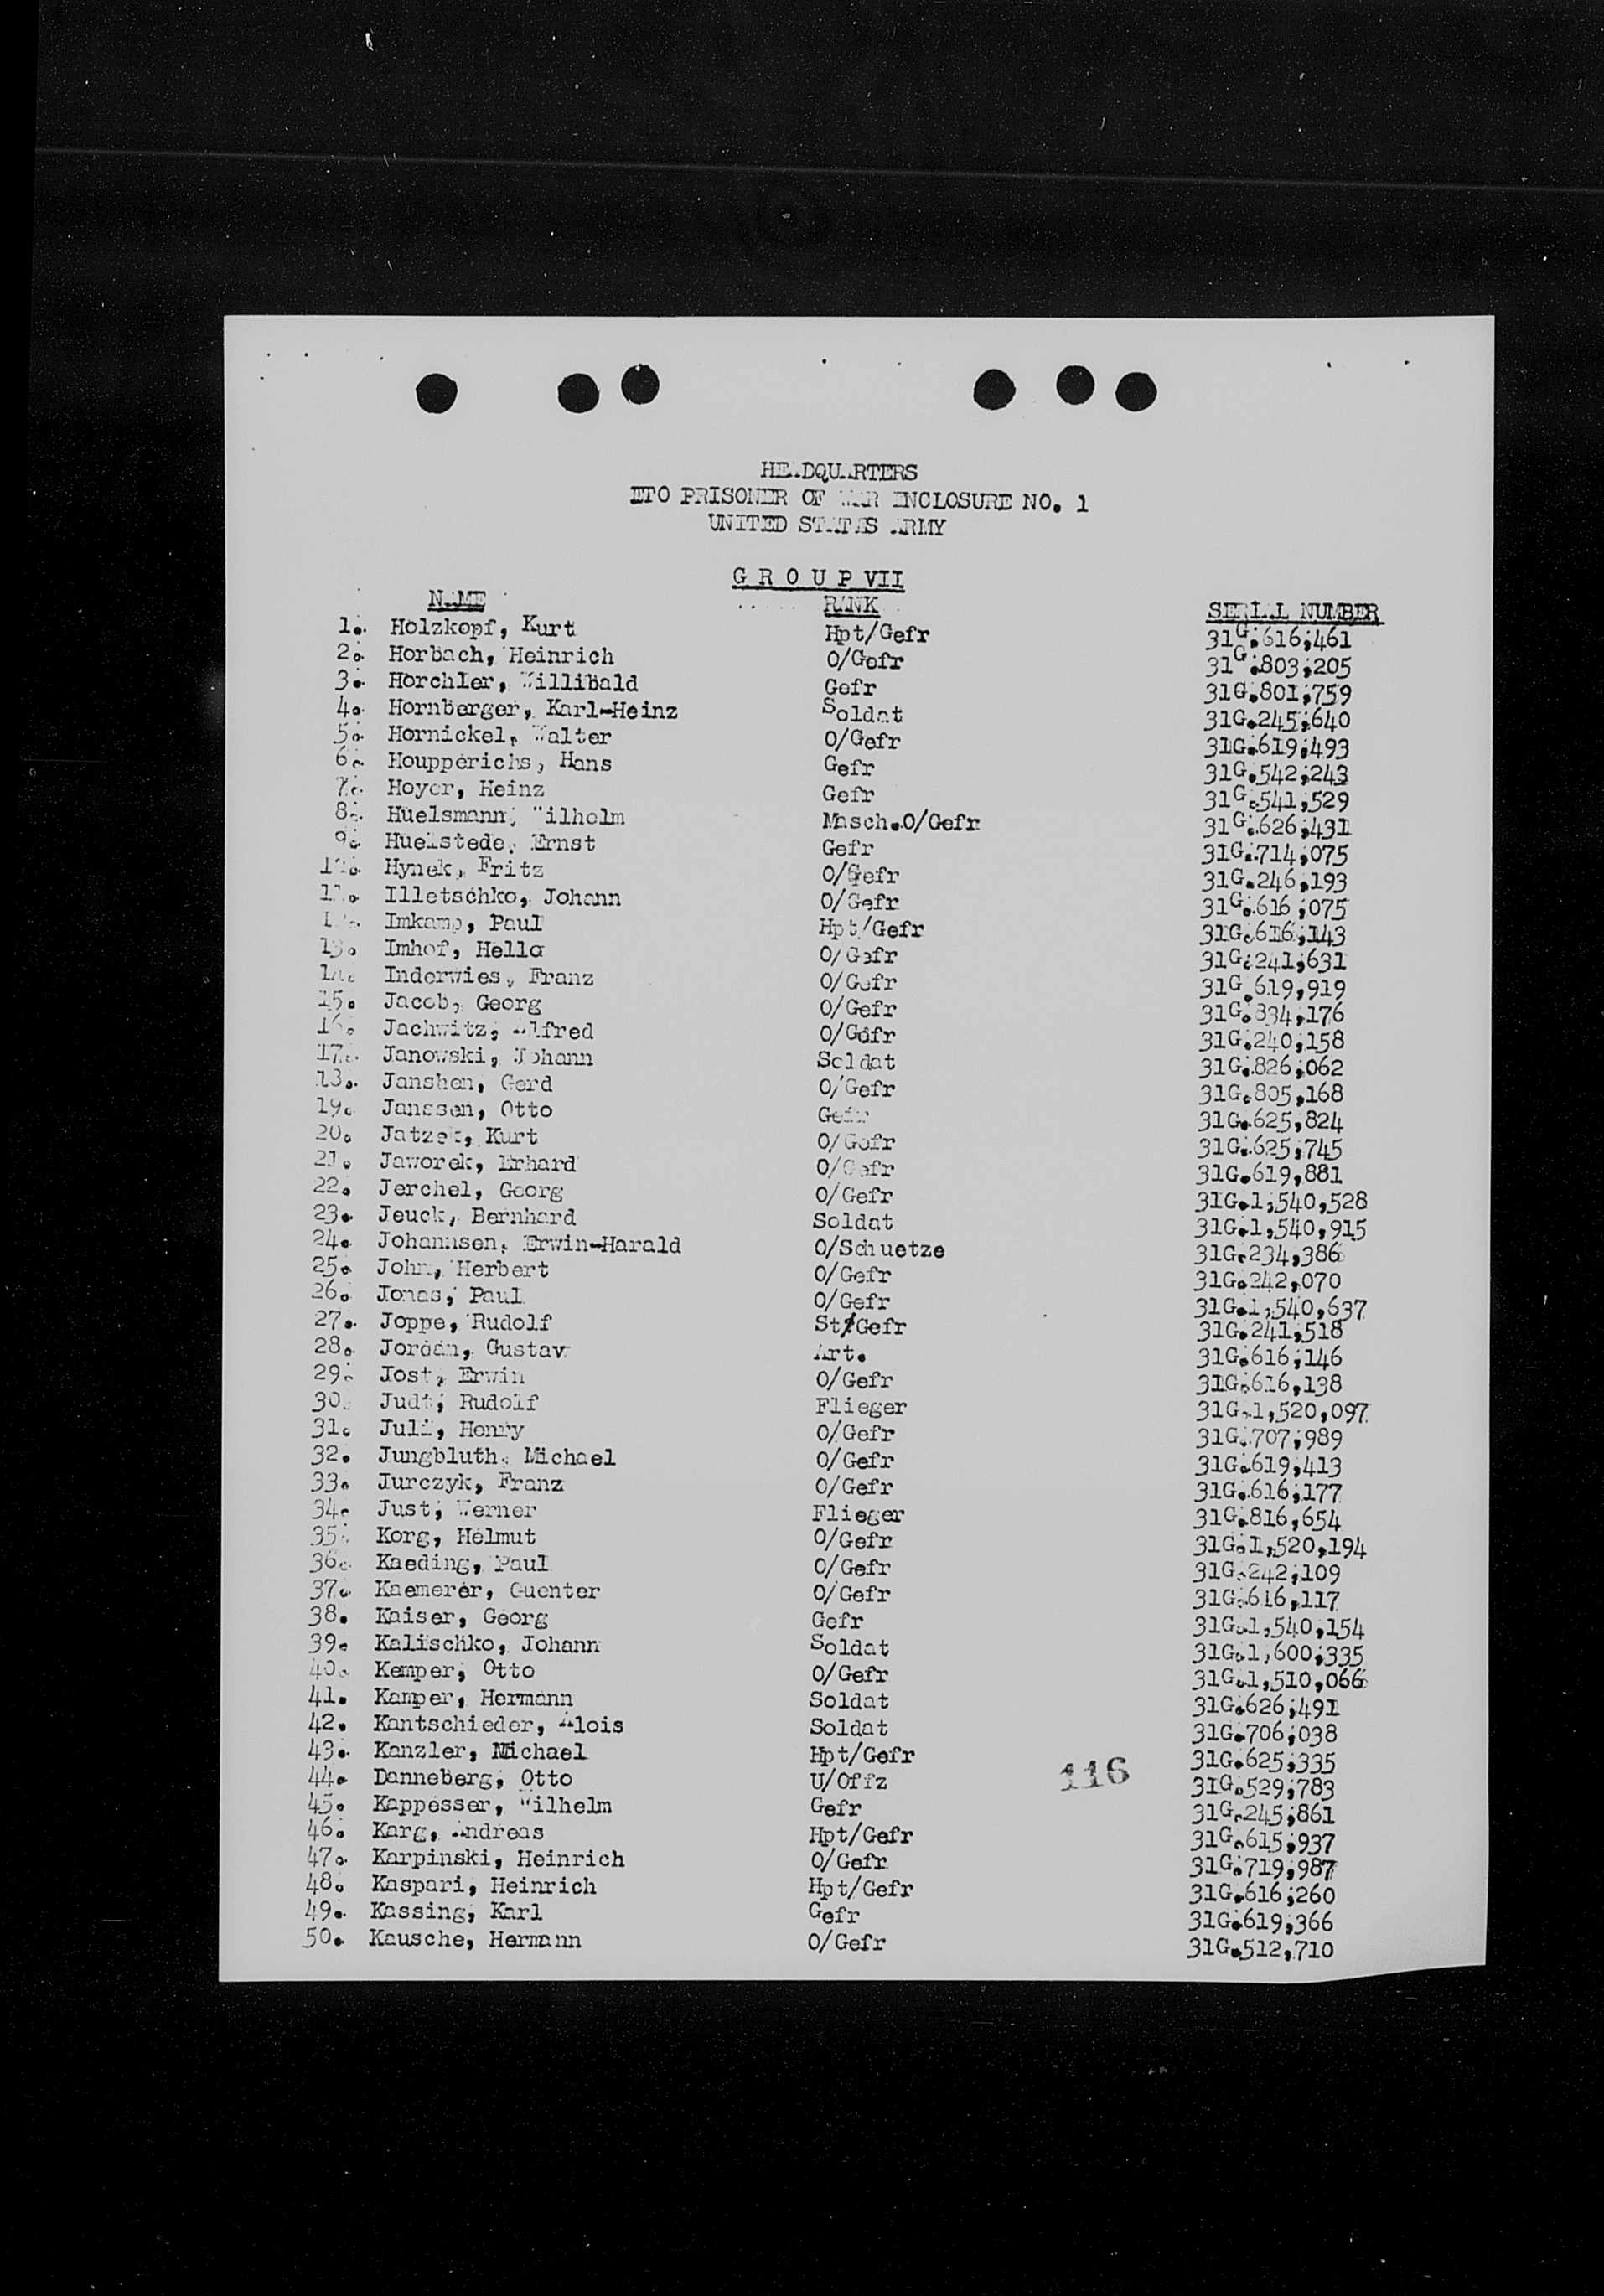 HEADQUARTERS
ETO PRISONER OF WAR ENCLOSURE NO. 1
UNITED STATES ARMY
G R O U P VII
NAME RANK SERIAL NUMBER
1. Holzkopf, Kurt Hpt/Gefr 31G.616,461
2. Horbach, Heinrich O/Gefr 31G.803,205
3. Horchler, Willibald Gefr 31G.801,759
4. Hornberger, Karl-Heinz Soldat 31G.245,640
5. Hornickel, Walter O/Gefr 31G.619,493
6. Houpperichs, Hans Gefr 31G.542,243
7. Hoyer, Heinz Gefr 31G.541,529
8. Huelsmann, Wilhelm Masch.O/Gefr 31G.626,431
9. Huelstede, Ernst Gefr 31G.714,075
10. Hynek, Fritz O/Gefr 31G.246,193
11. Illetschko, Johann O/Gefr 31G.616,075
12. Imkamp, Paul Hpt/Gefr 31G.616,143
13. Imhof, Hella O/Gefr 31G.241,631
14. Inderwies, Franz O/Gefr 31G.619,919
15. Jacob, Georg O/Gefr 31G.834,176
16. Jachwitz, Alfred O/Gefr 31G.240,158
17. Janowski, Johann Soldat 31G.826,062
18. Janshen, Gerd O/Gefr 31G.805,168
19. Janssen, Otto Gefr 31G.625,824
20. Jatzek, Kurt O/Gefr 31G.625,745
21. Jaworek, Erhard O/Gefr 31G.619,881
22. Jerchel, Georg O/Gefr 31G.1,540,528
23. Jeuck, Bernhard Soldat 31G.1,540,915
24. Johannsen, Erwin-Harald O/Schuetze 31G.234,386
25. John, Herbert O/Gefr 31G.242,070
26. Jonas, Paul O/Gefr 31G.1,540,637
27. Joppe, Rudolf St/Gefr 31G.241,518
28. Jordan, Gustav Art. 31G.616,146
29. Jost, Erwin O/Gefr 31G.616,138
30. Judt, Rudolf Flieger 31G.1,520,097
31. Juli, Henry O/Gefr 31G.707,989
32. Jungbluth, Michael O/Gefr 31G.619,413
33. Jurczyk, Franz O/Gefr 31G.616,177
34. Just, Werner Flieger 31G.816,654
35. Korg, Helmut O/Gefr 31G.1,520,194
36. Kaeding, Paul O/Gefr 31G.242,109
37. Kaemerer, Guenter O/Gefr 31G.616,117
38. Kaiser, Georg Gefr 31G.1,540,154
39. Kalischko, Johann Soldat 31G.1,600,335
40. Kemper, Otto O/Gefr 31G.1,510,066
41. Kamper, Hermann Soldat 31G.626,491
42. Kantschieder, Alois Soldat 31G.706,038
43. Kanzler, Michael Hpt/Gefr 31G.625,335
44. Danneberg, Otto U/Offz 116 31G.529,783
45. Kappesser, Wilhelm Gefr 31G.245,861
46. Karg, Andreas Hpt/Gefr 31G.615,937
47. Karpinski, Heinrich O/Gefr 31G.719,987
48. Kaspari, Heinrich Hpt/Gefr 31G.616,260
49. Kassing, Karl Gefr 31G.619,366
50. Kausche, Hermann O/Gefr 31G.512,710